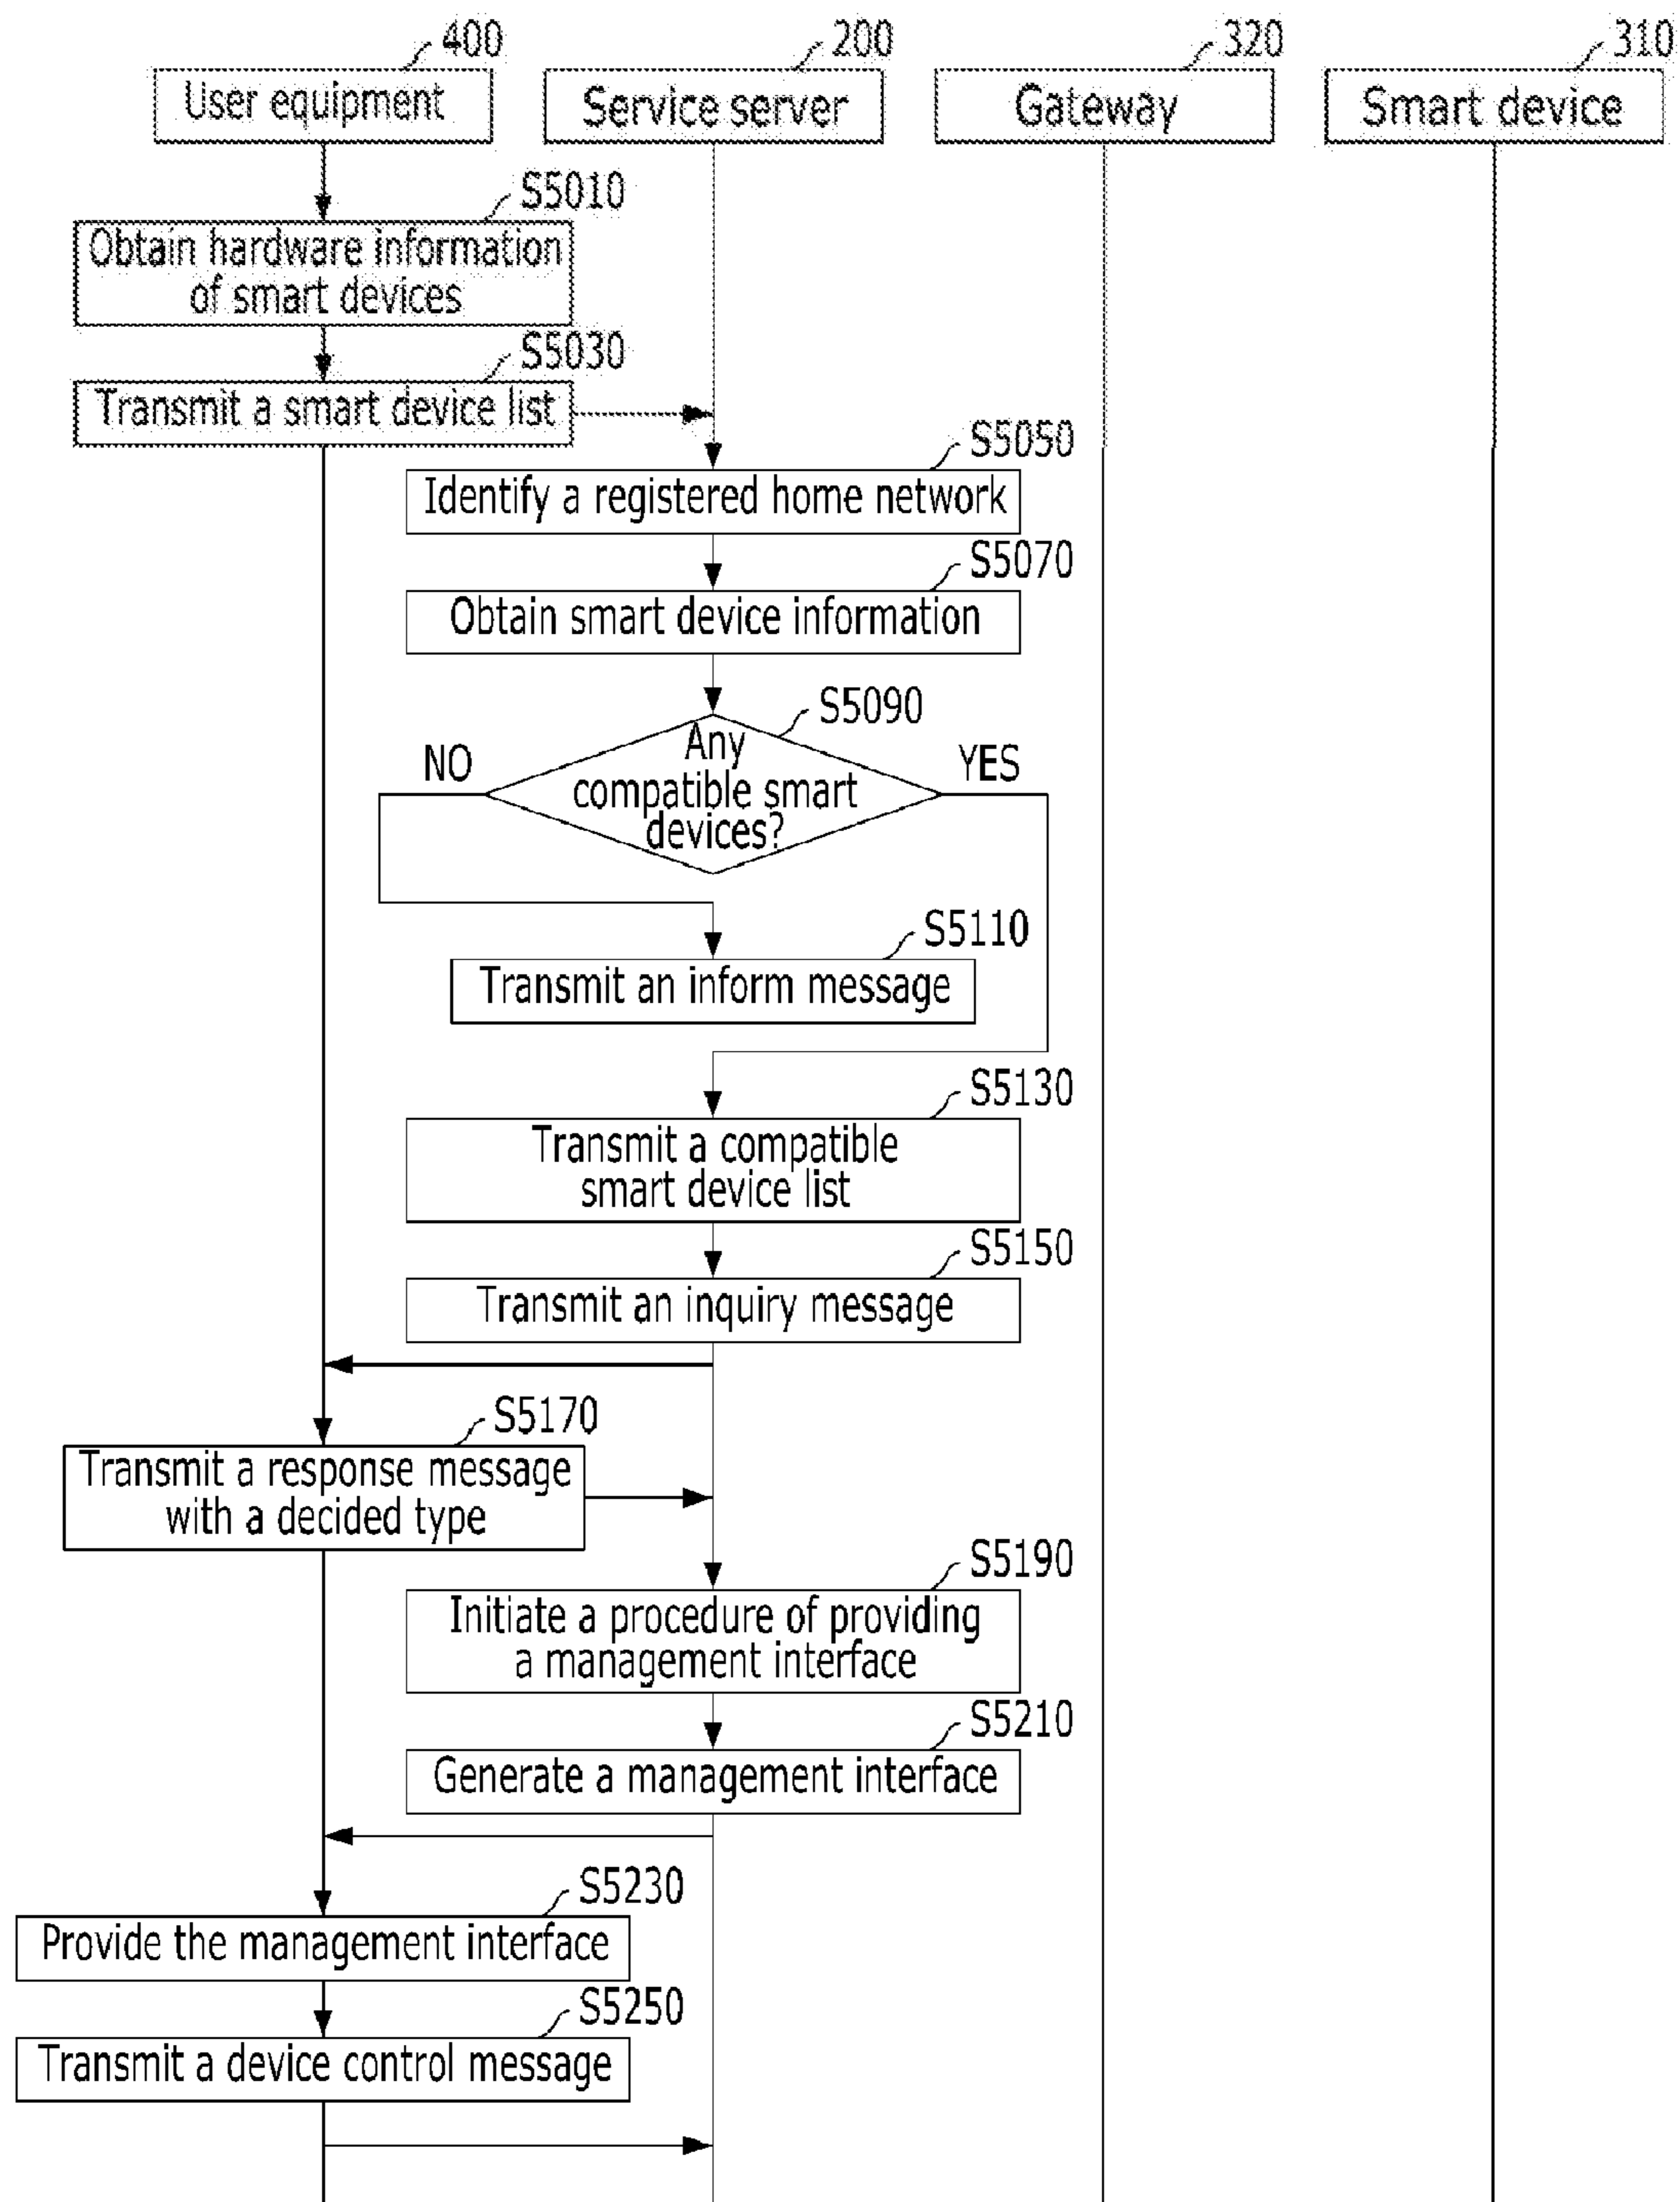 400
200
320
310
User equipment
Service server
Gateway
Smart device
S5010
Obtain hardware information
of smart devices
S5030
Transmit a smart device list
S5050
Identify a registered home network
S5070
Obtain smart device information
S5090
NO
Any
compatible smart
devices?
YES
S5110
Transmit an inform message
S5130
Transmit a compatible
smart device list
S5150
Transmit an inquiry message
S5170
Transmit a response message
with a decided type
S5190
Initiate a procedure of providing
a management interface
S5210
Generate a management interface
S5230
Provide the management interface
S5250
Transmit a device control message